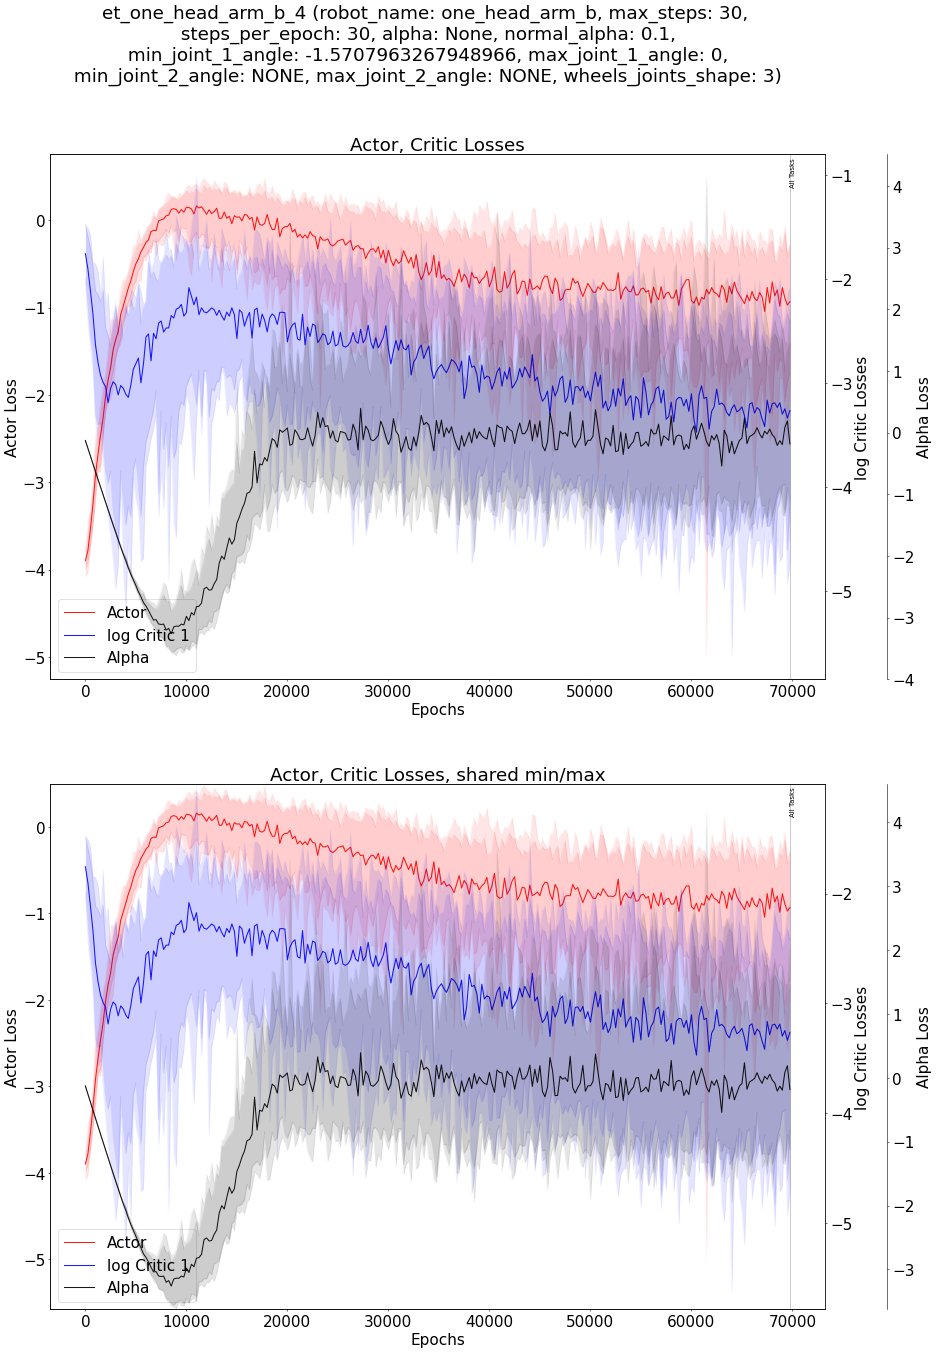 et_one_head_arm_b_4 (robot_name: one_head_arm_b, max_steps: 30,
steps_per_epoch: 30, alpha: None, normal_alpha: 0.1,
min_joint_1_angle: -1.5707963267948966, max_joint_1_angle: 0,
min_joint_2_angle: NONE, max_joint_2_angle: NONE, wheels_joints_shape: 3)
Actor, Critic Losses
All Tasks
0
−1
−2
−3
−4
−5
Actor Loss
−1
−2
−3
−4
−5
log Critic Losses
4
3
2
1
0
−1
−2
−3
−4
Alpha Loss
Actor
log Critic 1
Alpha
0 10000 20000 30000 40000 50000 60000 70000
Epochs
Actor, Critic Losses, shared min/max
All Tasks
0
−1
−2
−3
−4
−5
Actor Loss
−2
−3
−4
−5
log Critic Losses
4
3
2
1
0
−1
−2
−3
Alpha Loss
Actor
log Critic 1
Alpha
0 10000 20000 30000 40000 50000 60000 70000
Epochs